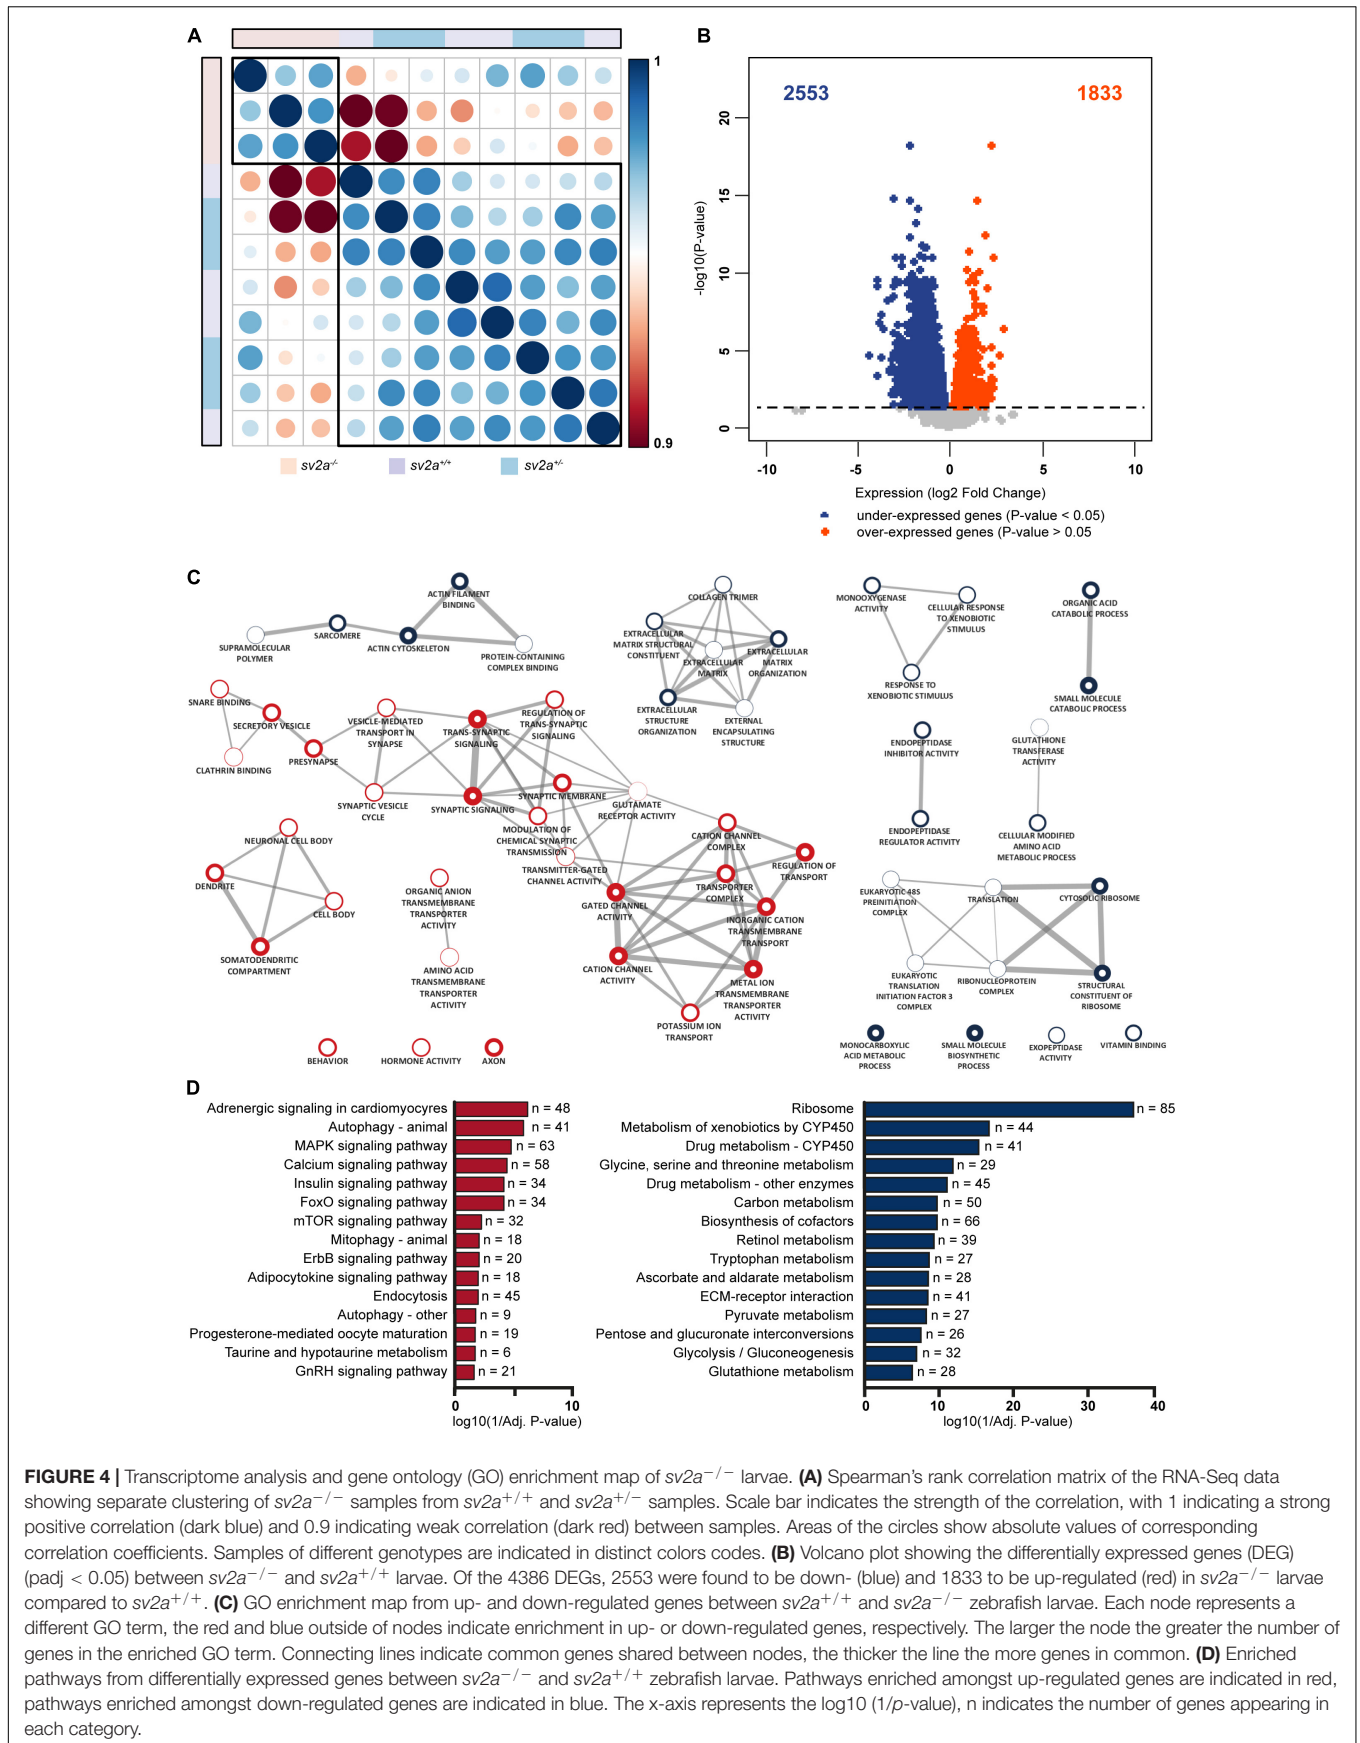 A
1
0.9
sv2a-/-
sv2a+/+
sv2a+/-
B
2553
1833
20
15
10
5
0
-log10(P-value)
-10
-5
0
5
10
Expression (log2 Fold Change)
under-expressed genes (P-value < 0.05)
over-expressed genes (P-value > 0.05
C
ACTIN FILAMENT
BINDING
SARCOMERE
SUPRAMOLECULAR
POLYMER
ACTIN CYTOSKELETON
PROTEIN-CONTAINING
COMPLEX BINDING
COLLAGEN TRIMER
EXTRACELLULAR
MATRIX STRUCTURAL
CONSTITUENT
EXTRACELLULAR
MATRIX
EXTRACELLULAR
MATRIX
ORGANIZATION
EXTRACELLULAR
STRUCTURE
ORGANIZATION
EXTERNAL
ENCAPSULATING
STRUCTURE
MONOOXYGENASE
ACTIVITY
CELLULAR RESPONSE
TO XENOBIOTIC
STIMULUS
RESPONSE TO
XENOBIOTIC STIMULUS
ORGANIC ACID
CATABOLIC PROCESS
SMALL MOLECULE
CATABOLIC PROCESS
SNARE BINDING
SECRETORY VESICLE
CLATHRIN BINDING
PRESYNAPSE
VESICLE-MEDIATED
TRANSPORT IN
SYNAPSE
TRANS-SYNAPTIC
SIGNALING
REGULATION OF
TRANS-SYNAPTIC
SIGNALING
SYNAPTIC VESICLE
CYCLE
SYNAPTIC SIGNALING
SYNAPTIC MEMBRANE
MODULATION OF
CHEMICAL SYNAPTIC
TRANSMISSION
GLUTAMATE
RECEPTOR ACTIVITY
TRANSMITTER-GATED
CHANNEL ACTIVITY
ENDOPEPTIDASE
INHIBITOR ACTIVITY
GLUTATHIONE
TRANSFERASE
ACTIVITY
ENDOPEPTIDASE
REGULATOR ACTIVITY
CELLULAR MODIFIED
AMINO ACID
METABOLIC PROCESS
NEURONAL CELL BODY
DENDRITE
CELL BODY
SOMATODENDRITIC
COMPARTMENT
ORGANIC ANION
TRANSMEMBRANE
TRANSPORTER
ACTIVITY
AMINO ACID
TRANSMEMBRANE
TRANSPORTER
ACTIVITY
CATION CHANNEL
COMPLEX
REGULATION OF
TRANSPORT
TRANSPORTER
COMPLEX
GATED CHANNEL
ACTIVITY
INORGANIC CATION
TRANSMEMBRANE
TRANSPORT
CATION CHANNEL
ACTIVITY
METAL ION
TRANSMEMBRANE
TRANSPORTER
ACTIVITY
POTASSIUM ION
TRANSPORT
EUKARYOTIC 48S
PREINITIATION
COMPLEX
TRANSLATION
CYTOSOLIC RIBOSOME
EUKARYOTIC
TRANSLATION
INITIATION FACTOR 3
COMPLEX
RIBONUCLEOPROTEIN
COMPLEX
STRUCTURAL
CONSTITUENT OF
RIBOSOME
BEHAVIOR
HORMONE ACTIVITY
AXON
MONOCARBOXYLIC
ACID METABOLIC
PROCESS
SMALL MOLECULE
BIOSYNTHETIC
PROCESS
EXOPEPTIDASE
ACTIVITY
VITAMIN BINDING
D
Adrenergic signaling in cardiomyocyres n = 48
Autophagy - animal n = 41
MAPK signaling pathway n = 63
Calcium signaling pathway n = 58
Insulin signaling pathway n = 34
FoxO signaling pathway n = 34
mTOR signaling pathway n = 32
Mitophagy - animal n = 18
ErbB signaling pathway n = 20
Adipocytokine signaling pathway n = 18
Endocytosis n = 45
Autophagy - other n = 9
Progesterone-mediated oocyte maturation n = 19
Taurine and hypotaurine metabolism n = 6
GnRH signaling pathway n = 21
0 10
log10(1/Adj. P-value)
Ribosome n = 85
Metabolism of xenobiotics by CYP450 n = 44
Drug metabolism - CYP450 n = 41
Glycine, serine and threonine metabolism n = 29
Drug metabolism - other enzymes n = 45
Carbon metabolism n = 50
Biosynthesis of cofactors n = 66
Retinol metabolism n = 39
Tryptophan metabolism n = 27
Ascorbate and aldarate metabolism n = 28
ECM-receptor interaction n = 41
Pyruvate metabolism n = 27
Pentose and glucuronate interconversions n = 26
Glycolysis / Gluconeogenesis n = 32
Glutathione metabolism n = 28
0 10 20 30 40
log10(1/Adj. P-value)
FIGURE 4 | Transcriptome analysis and gene ontology (GO) enrichment map of sv2a−/− larvae. (A) Spearman's rank correlation matrix of the RNA-Seq data
showing separate clustering of sv2a−/− samples from sv2a+/+ and sv2a+/− samples. Scale bar indicates the strength of the correlation, with 1 indicating a strong
positive correlation (dark blue) and 0.9 indicating weak correlation (dark red) between samples. Areas of the circles show absolute values of corresponding
correlation coefficients. Samples of different genotypes are indicated in distinct colors codes. (B) Volcano plot showing the differentially expressed genes (DEG)
(padj < 0.05) between sv2a−/− and sv2a+/+ larvae. Of the 4386 DEGs, 2553 were found to be down- (blue) and 1833 to be up-regulated (red) in sv2a−/− larvae
compared to sv2a+/+. (C) GO enrichment map from up- and down-regulated genes between sv2a+/+ and sv2a−/− zebrafish larvae. Each node represents a
different GO term, the red and blue outside of nodes indicate enrichment in up- or down-regulated genes, respectively. The larger the node the greater the number of
genes in the enriched GO term. Connecting lines indicate common genes shared between nodes, the thicker the line the more genes in common. (D) Enriched
pathways from differentially expressed genes between sv2a−/− and sv2a+/+ zebrafish larvae. Pathways enriched amongst up-regulated genes are indicated in red,
pathways enriched amongst down-regulated genes are indicated in blue. The x-axis represents the log10 (1/p-value), n indicates the number of genes appearing in
each category.